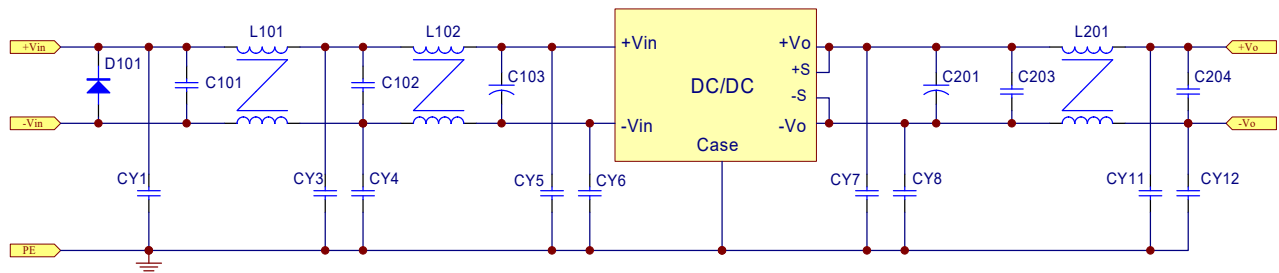 L101
L102
L201
+Vin
+Vin
+Vo
+Vo
D101
C101
C102
C103
+S
DC/DC
-S
C201
C203
C204
-Vin
-Vin
-Vo
-Vo
Case
CY1
CY3
CY4
CY5
CY6
CY7
CY8
CY11
CY12
PE